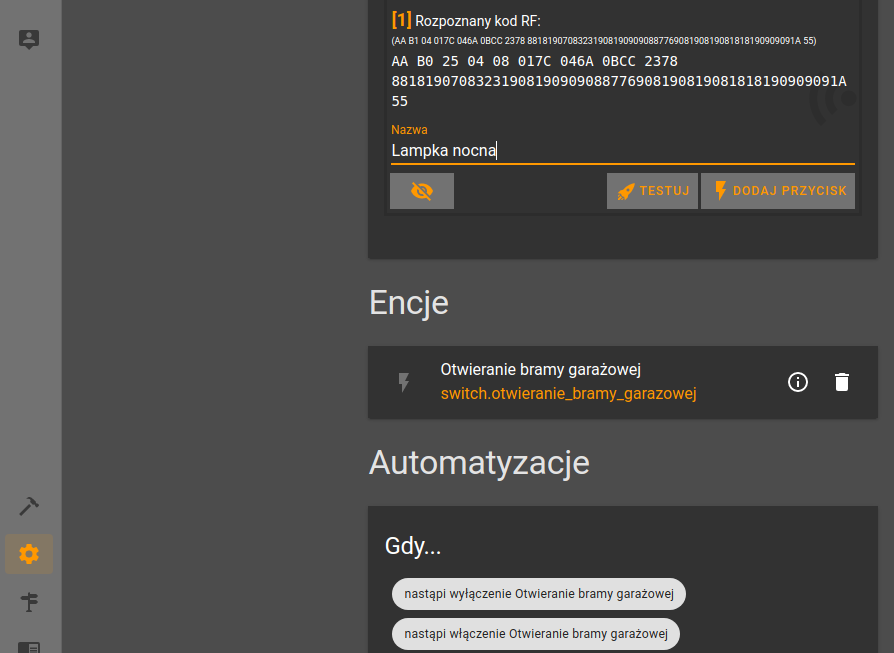 [1] Rozpoznany kod RF:
(AA B1 04 017C 046A 0BCC 2378 8818190708323190819090908877690819081908181819090909​1A 55)
AA B0 25 04 08 017C 046A 0BCC 2378
88181907083231908190909088776908190819081818190909091A
55
Nazwa
Lampka nocna
TESTUJ
DODAJ PRZYCISK
Encje
Otwieranie bramy garażowej
switch.otwieranie_bramy_garazowej
Automatyzacje
Gdy...
nastąpi wyłączenie Otwieranie bramy garażowej
nastąpi włączenie Otwieranie bramy garażowej